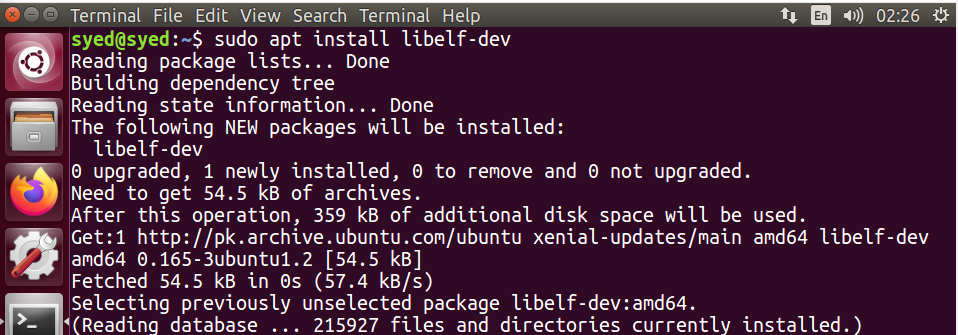 Terminal File Edit View Search Terminal Help En 02:26
syed@syed:~$ sudo apt install libelf-dev
Reading package lists... Done
Building dependency tree
Reading state information... Done
The following NEW packages will be installed:
  libelf-dev
0 upgraded, 1 newly installed, 0 to remove and 0 not upgraded.
Need to get 54.5 kB of archives.
After this operation, 359 kB of additional disk space will be used.
Get:1 http://pk.archive.ubuntu.com/ubuntu xenial-updates/main amd64 libelf-dev
amd64 0.165-3ubuntu1.2 [54.5 kB]
Fetched 54.5 kB in 0s (57.4 kB/s)
Selecting previously unselected package libelf-dev:amd64.
(Reading database ... 215927 files and directories currently installed.)